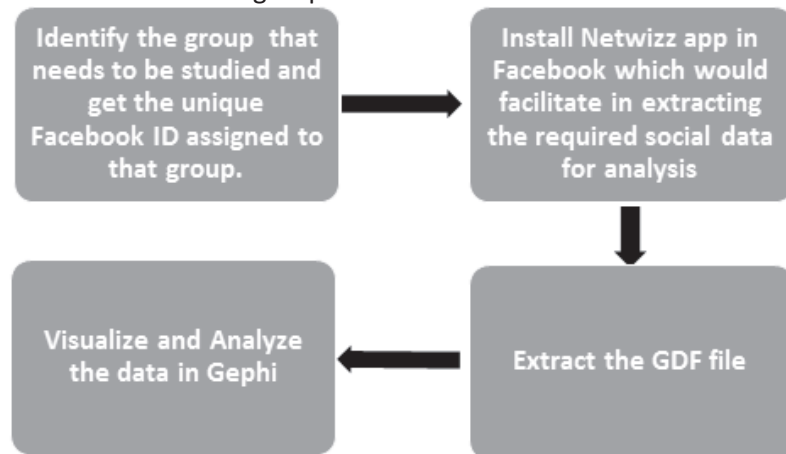 Identify the group that
needs to be studied and
get the unique
Facebook ID assigned to
that group.
Install Netwizz app in
Facebook which would
facilitate in extracting
the required social data
for analysis
Extract the GDF file
Visualize and Analyze
the data in Gephi